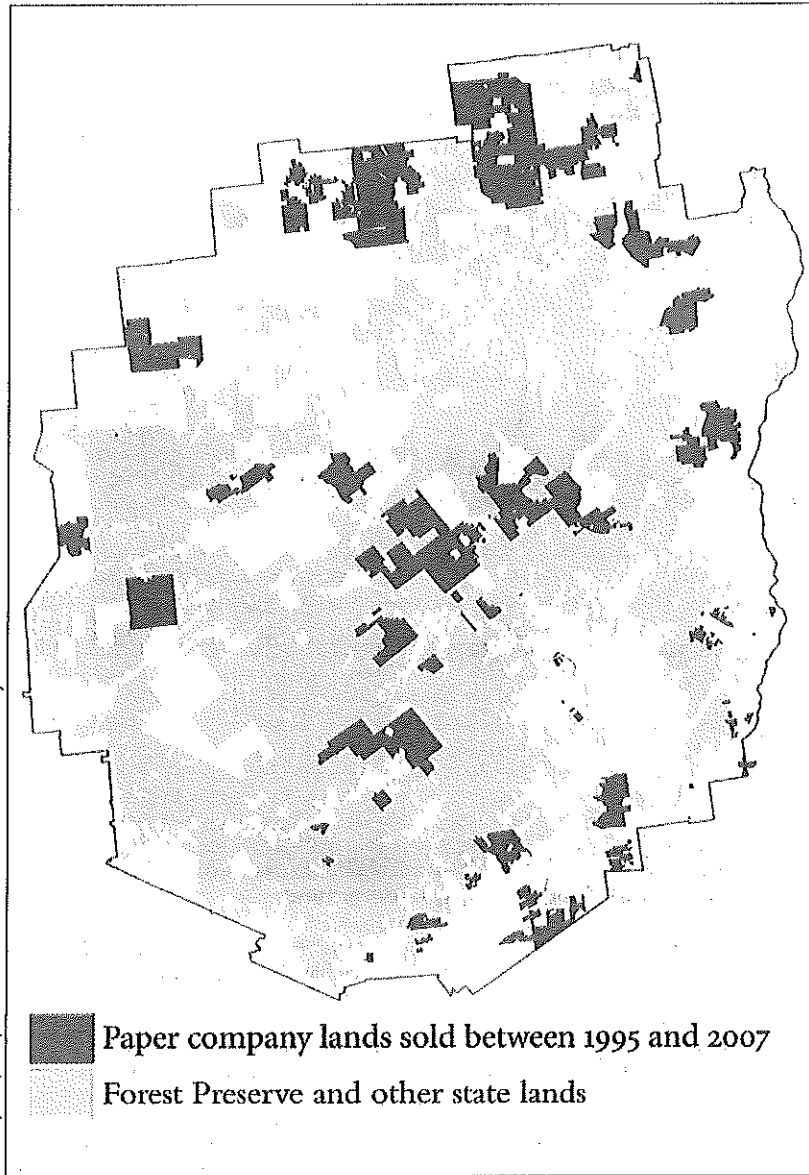 Paper company lands sold between 1995 and 2007
Forest Preserve and other state lands